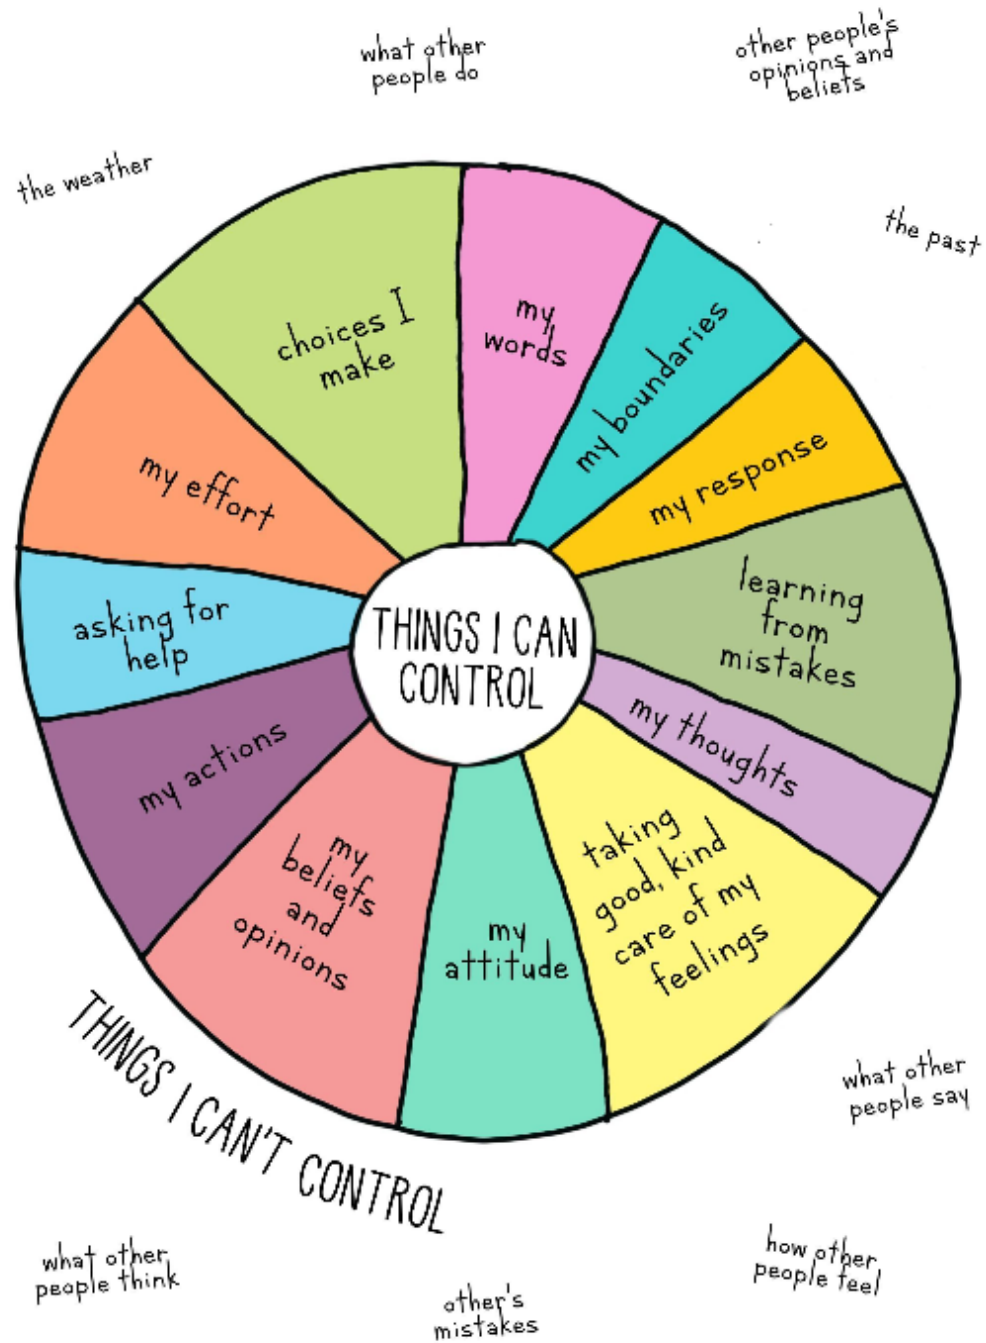 what other
people do
other people's
opinions and
beliefs
the weather
the past
choices I
make
my
words
my boundaries
my response
my effort
learning
from
mistakes
asking for
help
THINGS I CAN
CONTROL
my thoughts
my actions
my
beliefs
and
opinions
my
attitude
taking
good, kind
care of my
feelings
THINGS I CAN'T CONTROL
what other
people say
what other
people think
other's
mistakes
how other
people feel